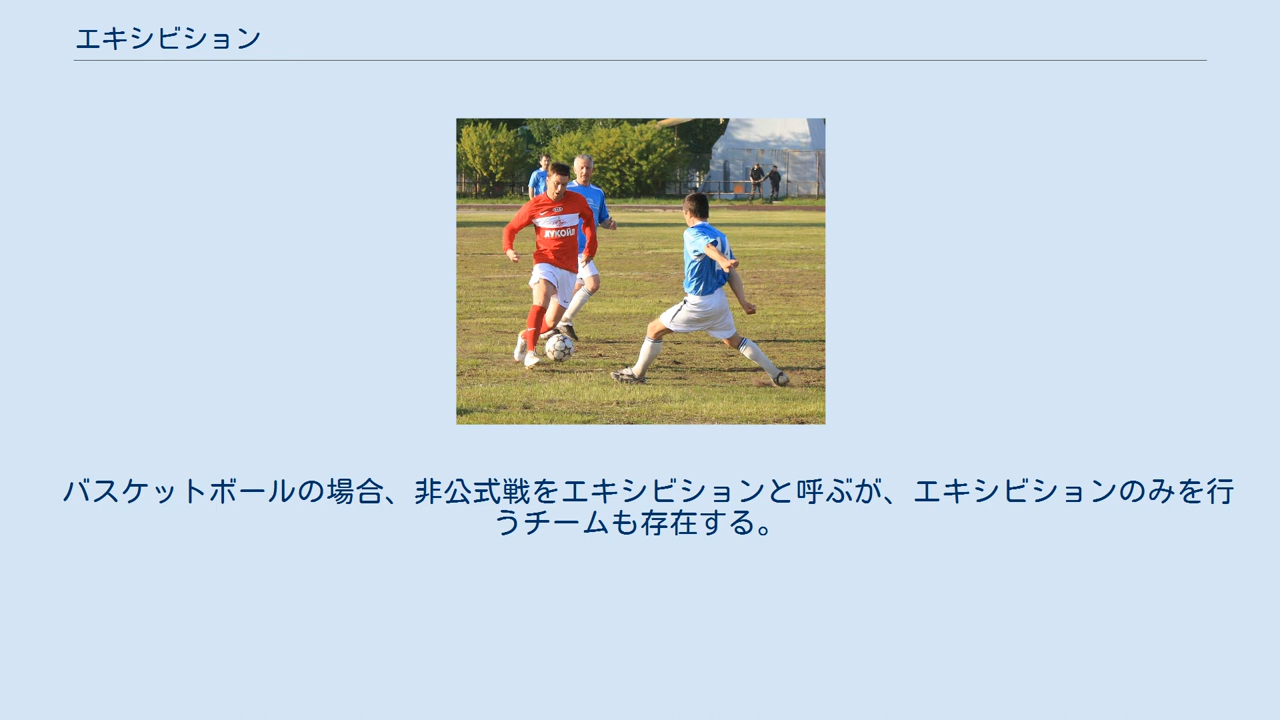 エキシビション
ЛУКОЙЛ
バスケットボールの場合、非公式戦をエキシビションと呼ぶが、エキシビションのみを行
うチームも存在する。